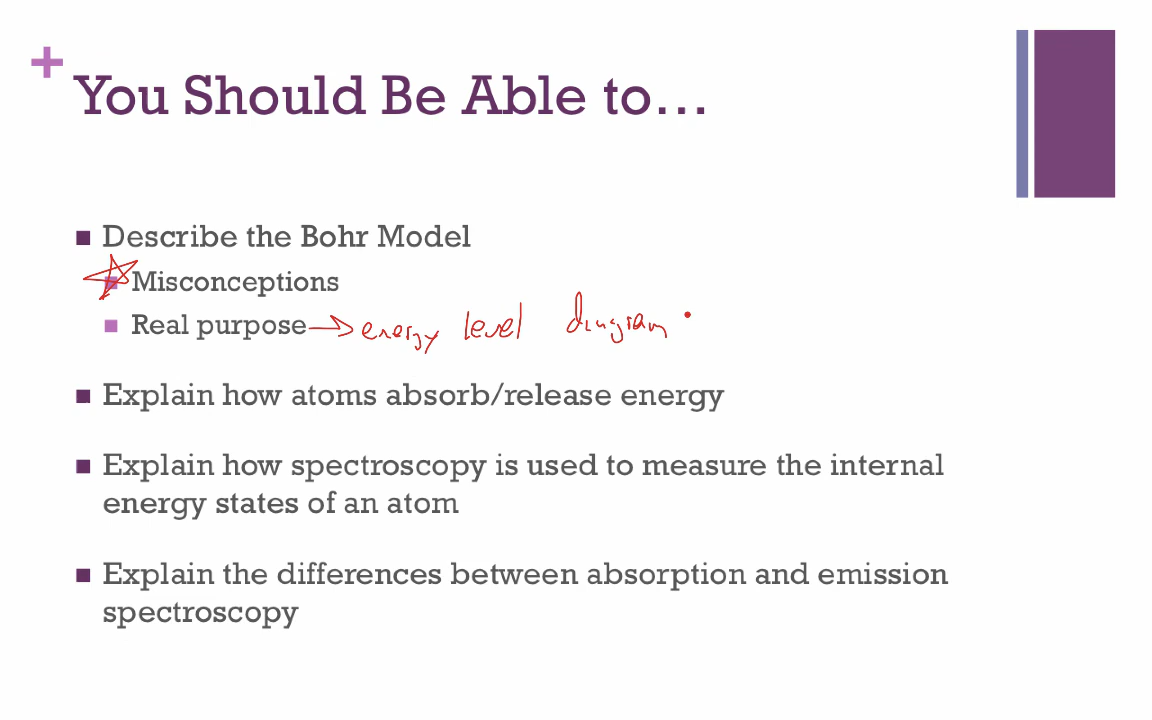 +
You Should Be Able to…
Describe the Bohr Model
Misconceptions
Real purpose → energy level diagram
Explain how atoms absorb/release energy
Explain how spectroscopy is used to measure the internal
energy states of an atom
Explain the differences between absorption and emission
spectroscopy